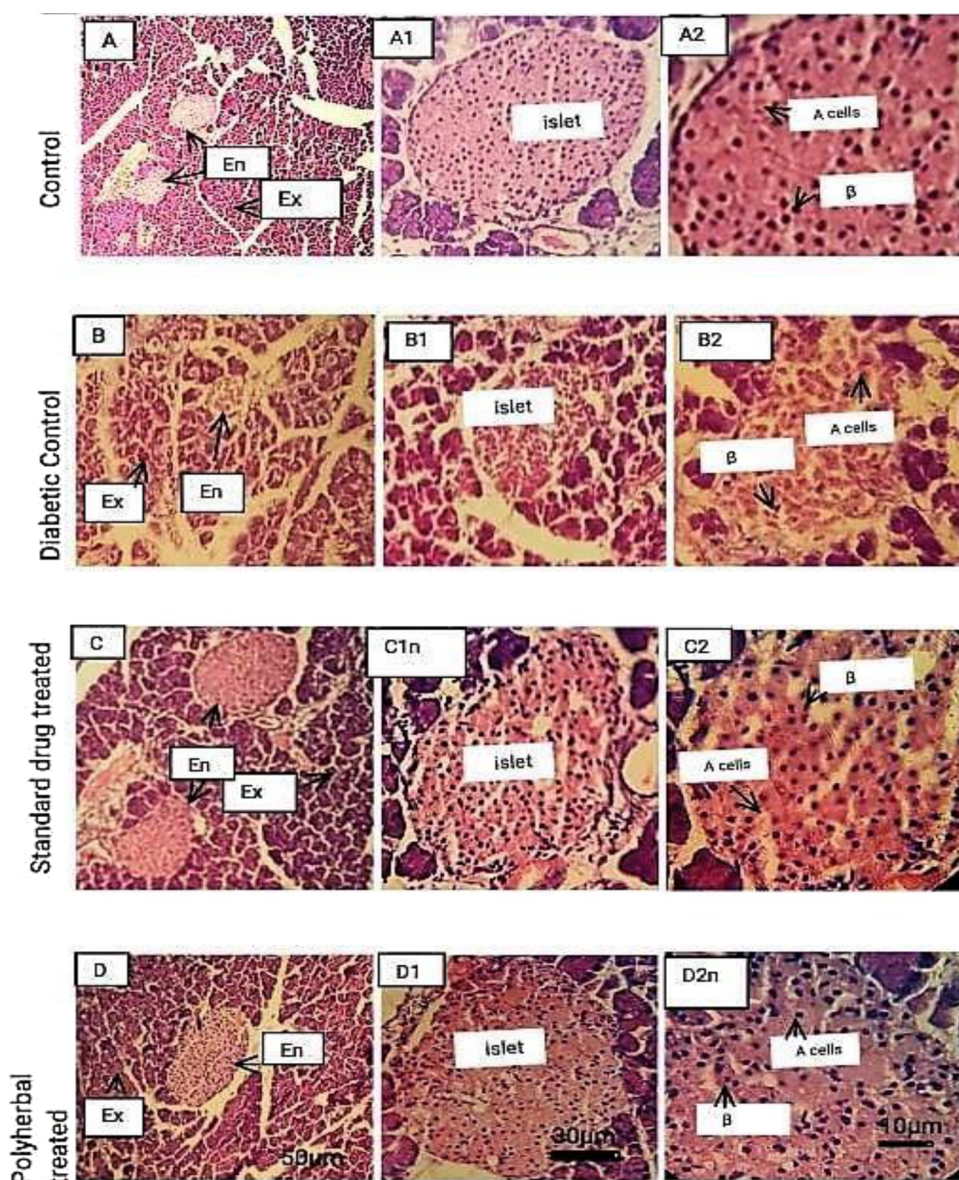 Control
A
En
Ex
A1
islet
A2
A cells
β
Diabetic Control
B
Ex
En
B1
islet
B2
A cells
β
Standard drug treated
C
En
Ex
C1n
islet
C2
β
A cells
Polyherbal
treated
D
En
Ex
50µm
D1
islet
30µm
D2n
A cells
β
10µm